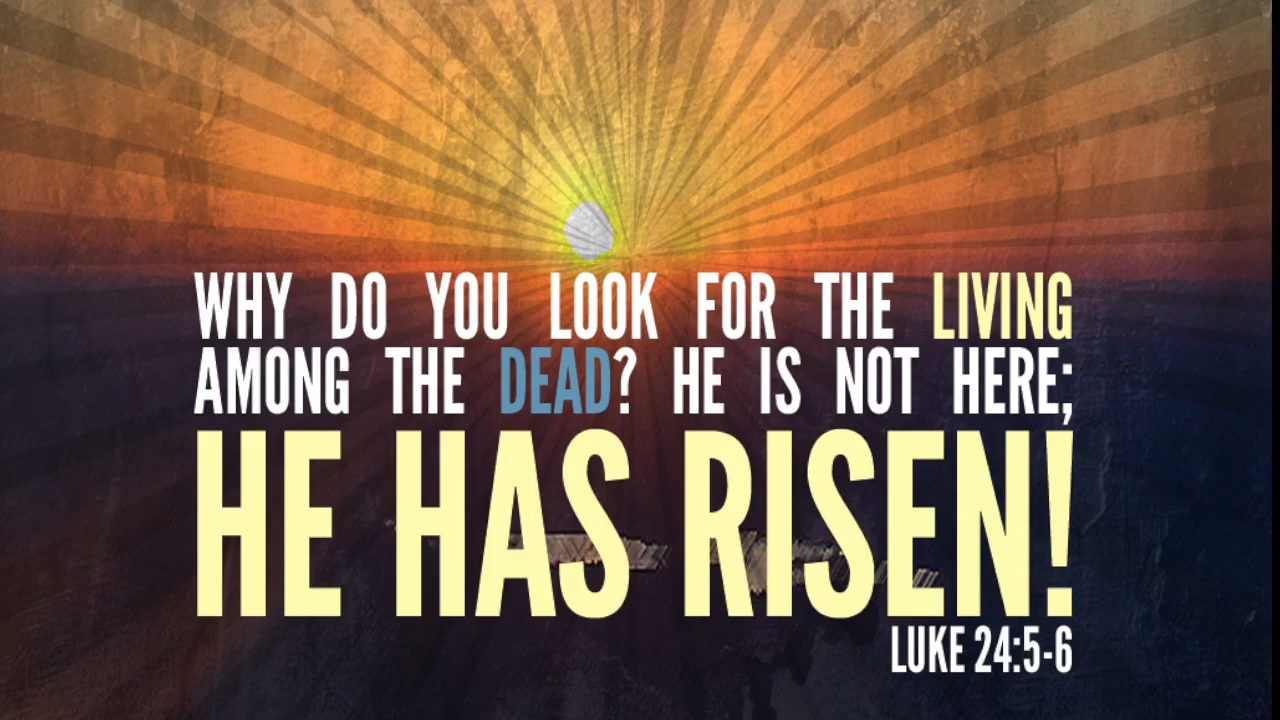 WHY DO YOU LOOK FOR THE LIVING
AMONG THE DEAD? HE IS NOT HERE;
HE HAS RISEN!
LUKE 24:5-6